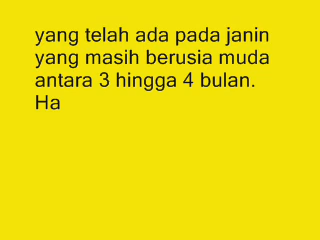 yang telah ada pada janin
yang masih berusia muda
antara 3 hingga 4 bulan.
Ha